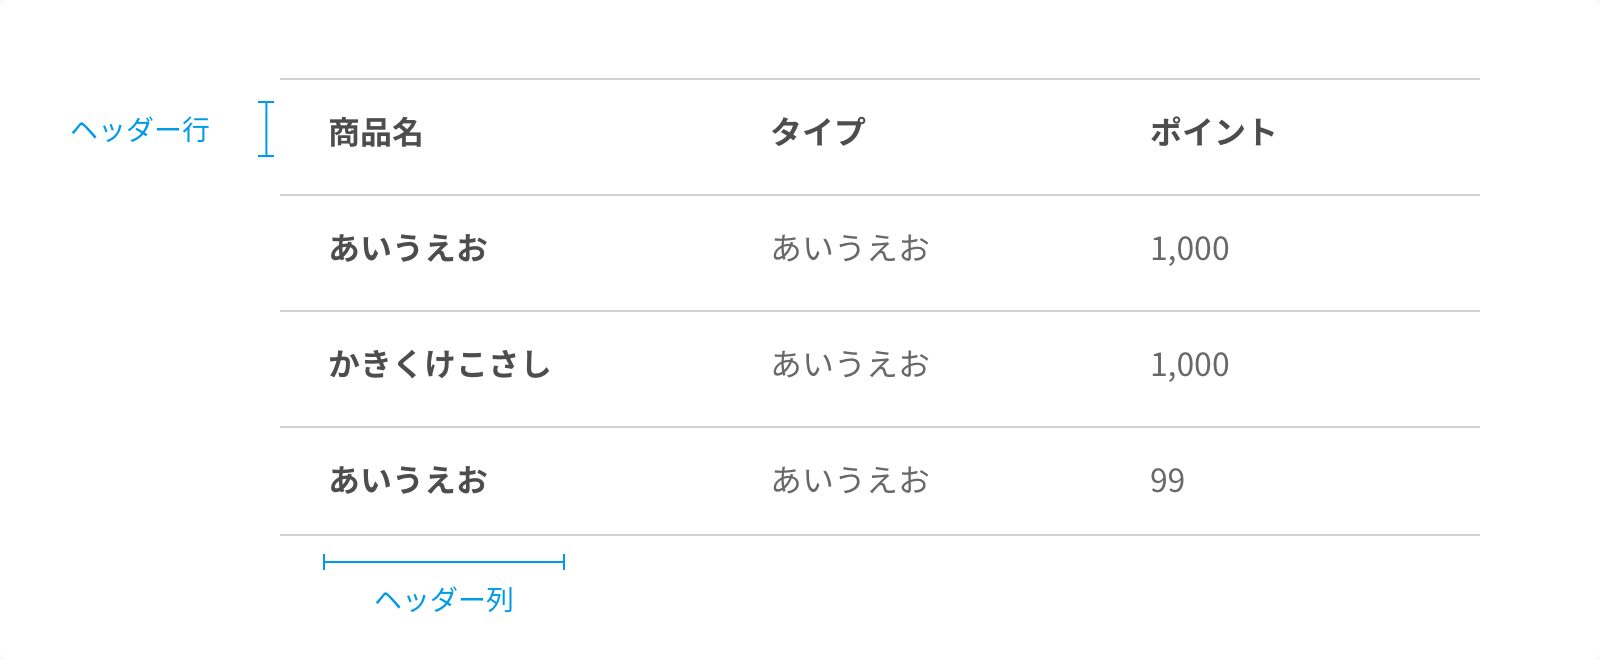 ヘッダー行
商品名 タイプ ポイント
あいうえお あいうえお 1,000
かきくけこさし あいうえお 1,000
あいうえお あいうえお 99
ヘッダー列